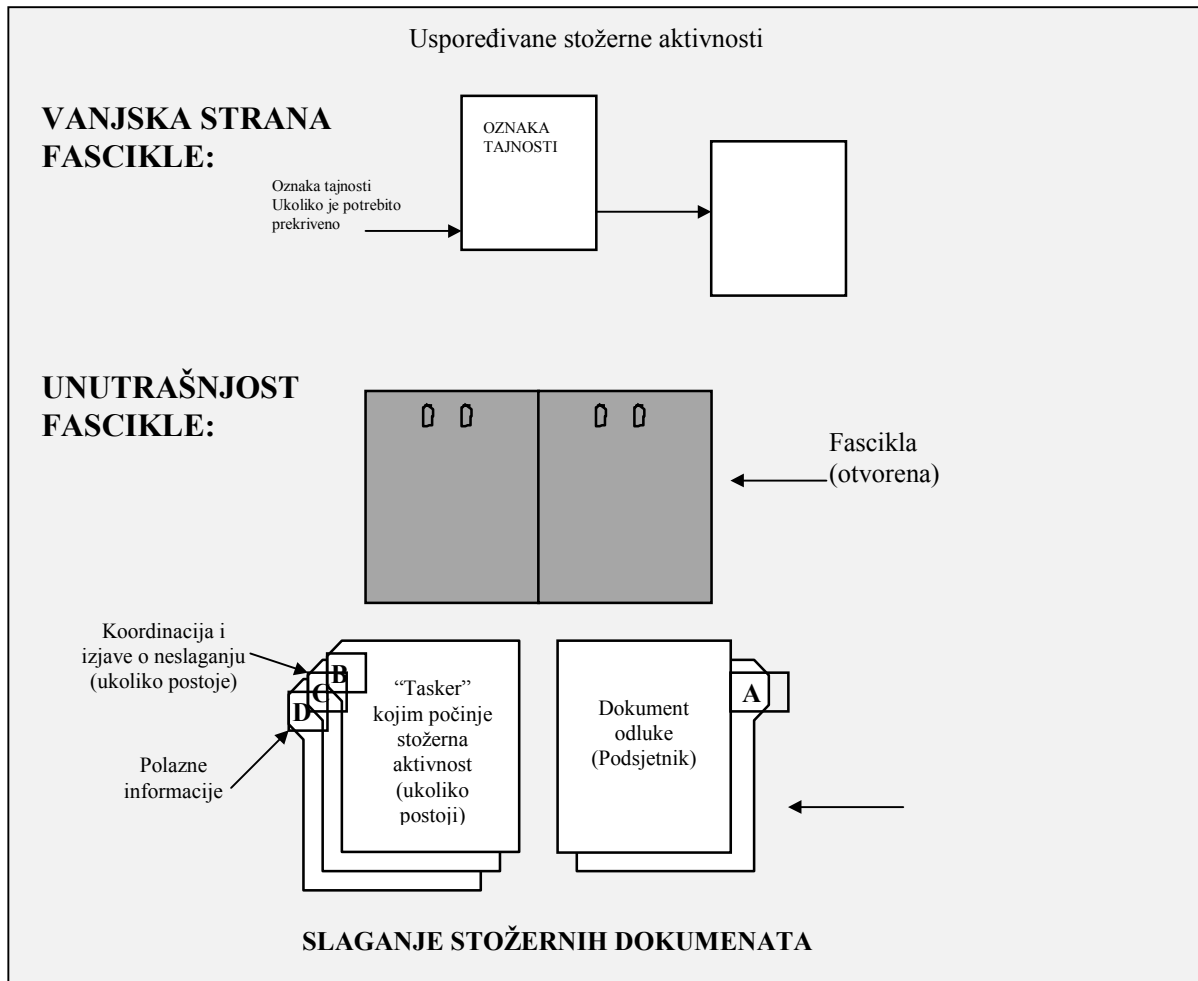 Uspoređivane stožerne aktivnosti
VANJSKA STRANA
FASCIKLE:
OZNAKA
TAJNOSTI
Oznaka tajnosti
Ukoliko je potrebito
prekriveno
UNUTRAŠNJOST
FASCIKLE:
Fascikla
(otvorena)
Koordinacija i
izjave o neslaganju
(ukoliko postoje)
B
C
D
“Tasker”
kojim počinje
stožerna
aktivnost
(ukoliko
postoji)
Dokument
odluke
(Podsjetnik)
A
Polazne
informacije
SLAGANJE STOŽERNIH DOKUMENATA